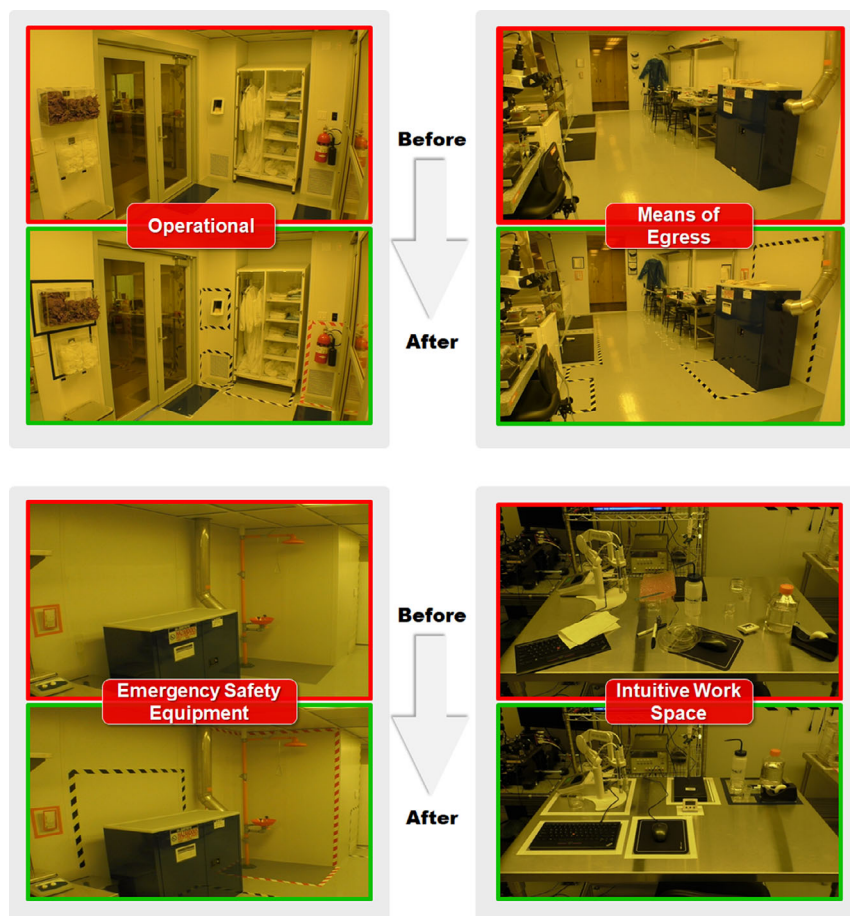 Before
Operational
After
Means of
Egress
Before
Emergency Safety
Equipment
After
Intuitive Work
Space